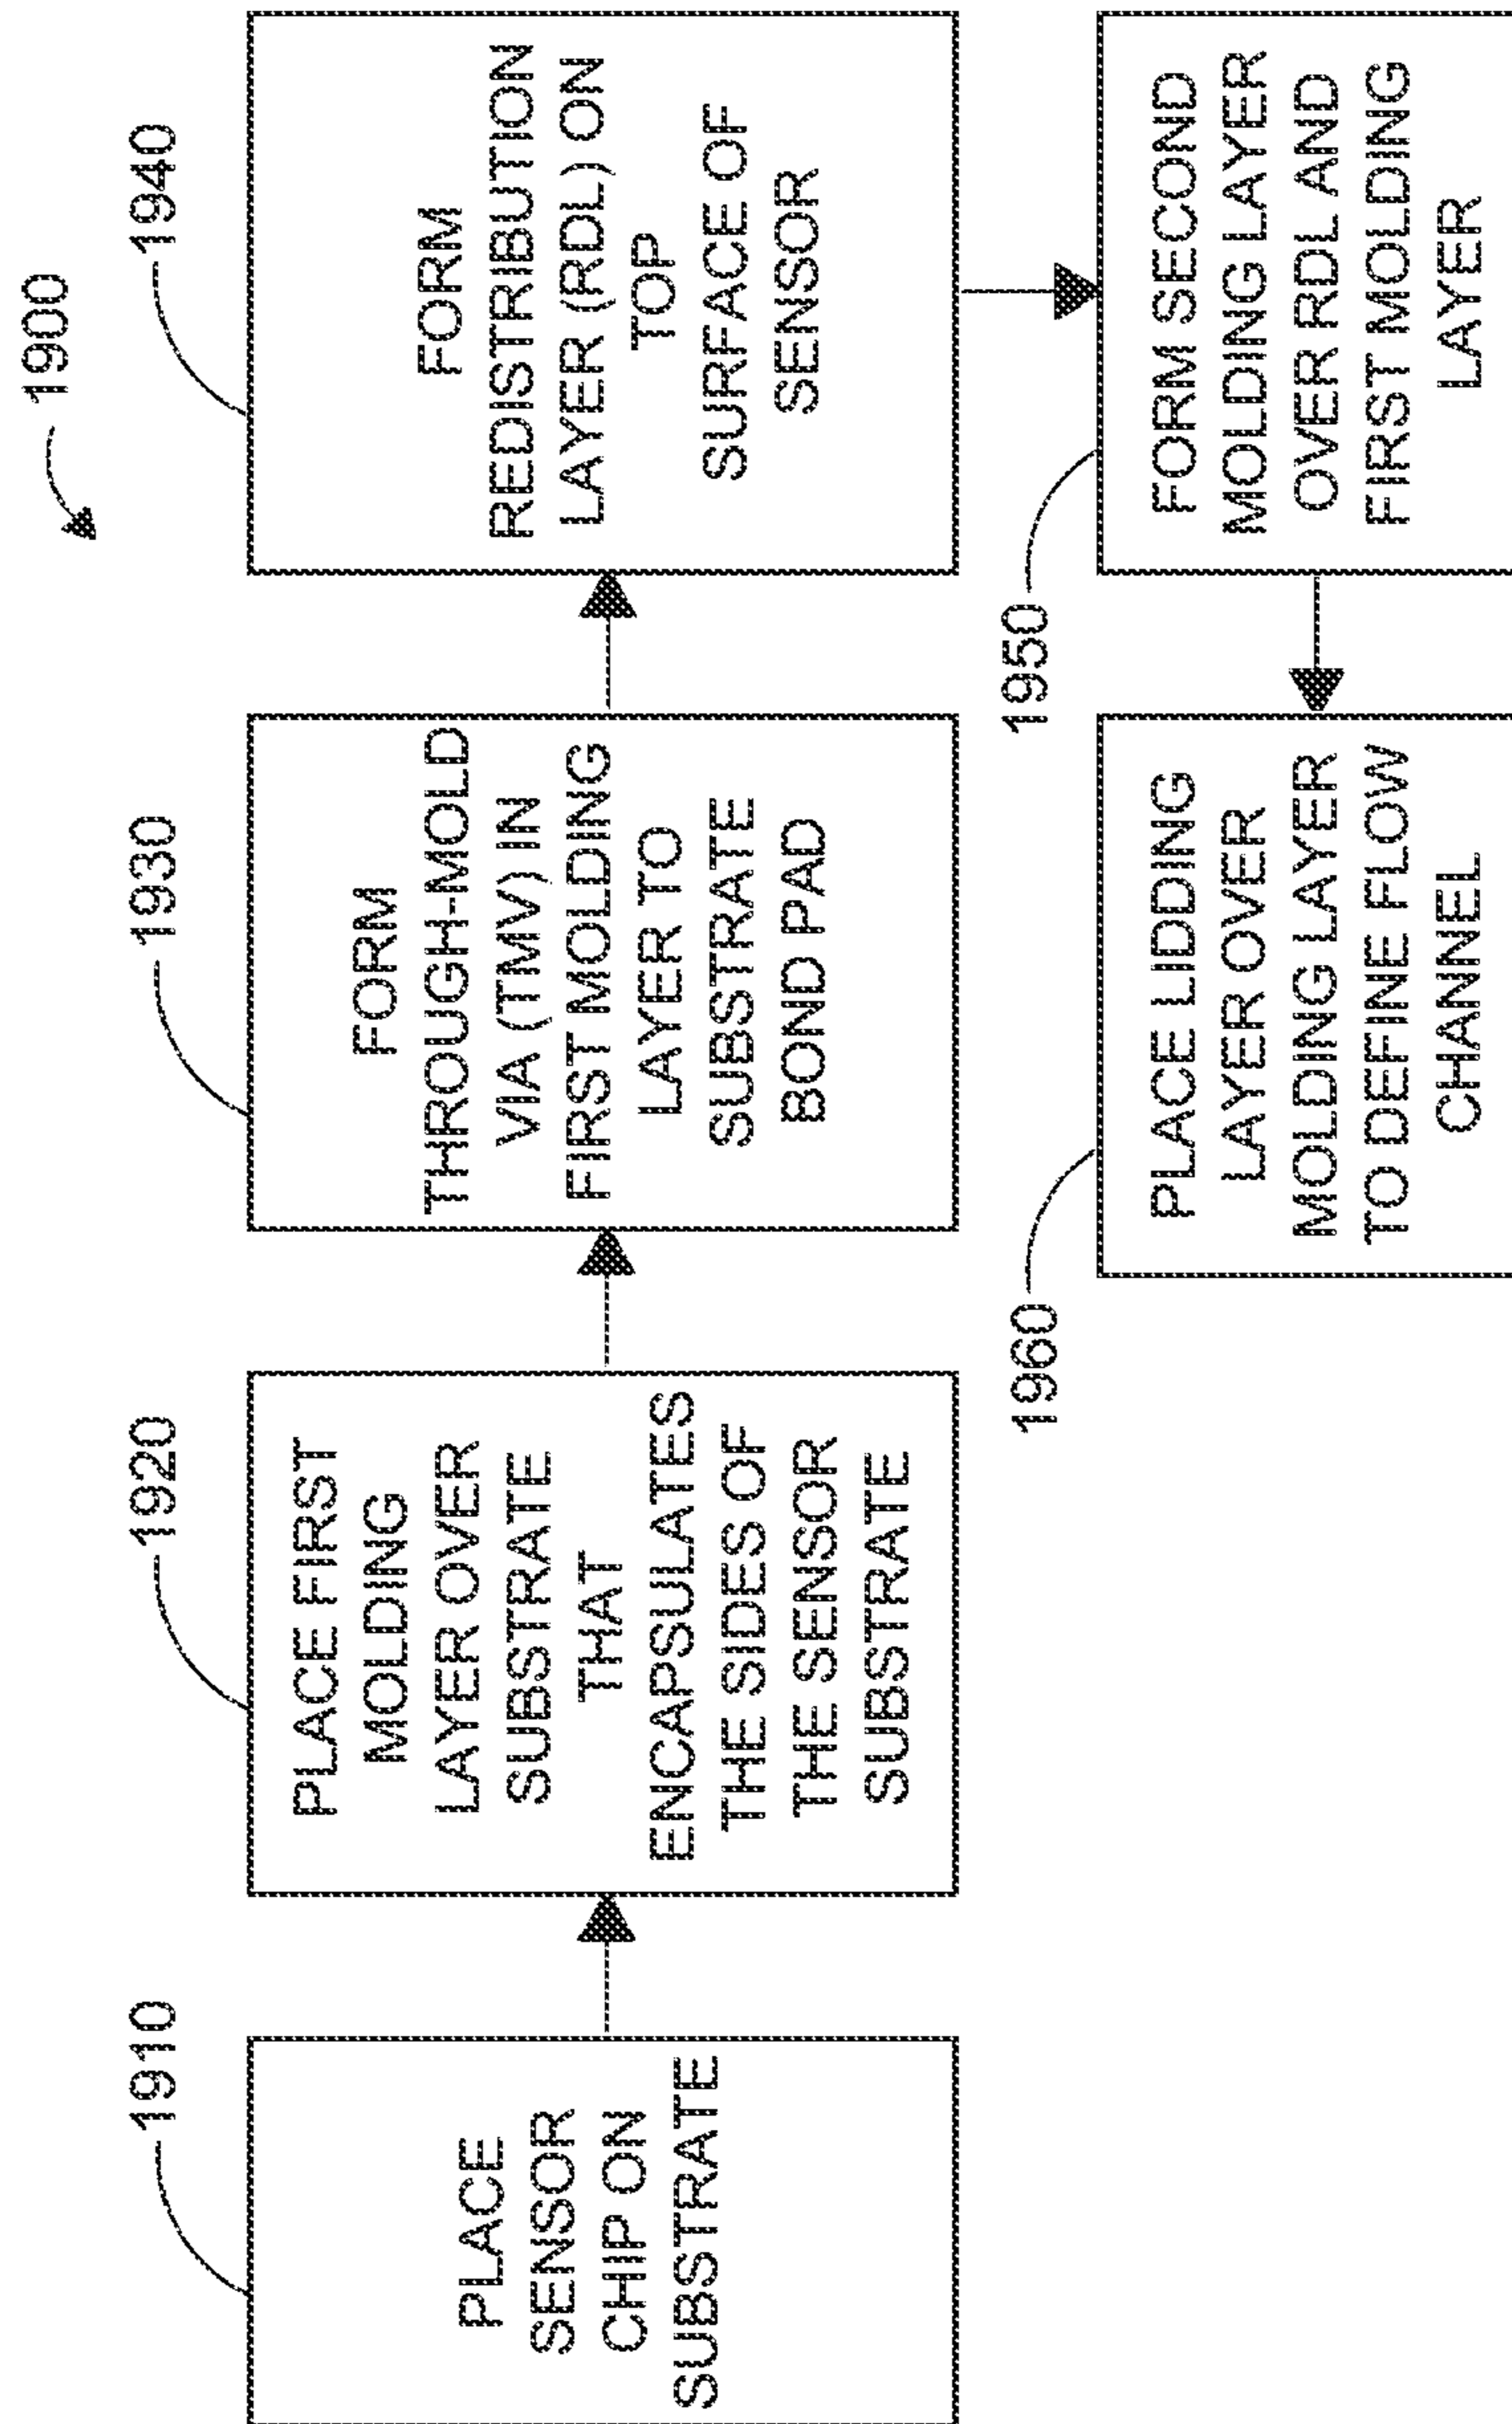 1900
1910
PLACE
SENSOR
CHIP ON
SUBSTRATE
1920
PLACE FIRST
MOLDING
LAYER OVER
SUBSTRATE
THAT
ENCAPSULATES
THE SIDES OF
THE SENSOR
SUBSTRATE
1930
FORM
THROUGH-MOLD
VIA (TMV) IN
FIRST MOLDING
LAYER TO
SUBSTRATE
BOND PAD
1940
FORM
REDISTRIBUTION
LAYER (RDL) ON
TOP
SURFACE OF
SENSOR
1950
FORM SECOND
MOLDING LAYER
OVER RDL AND
FIRST MOLDING
LAYER
1960
PLACE LIDDING
LAYER OVER
MOLDING LAYER
TO DEFINE FLOW
CHANNEL